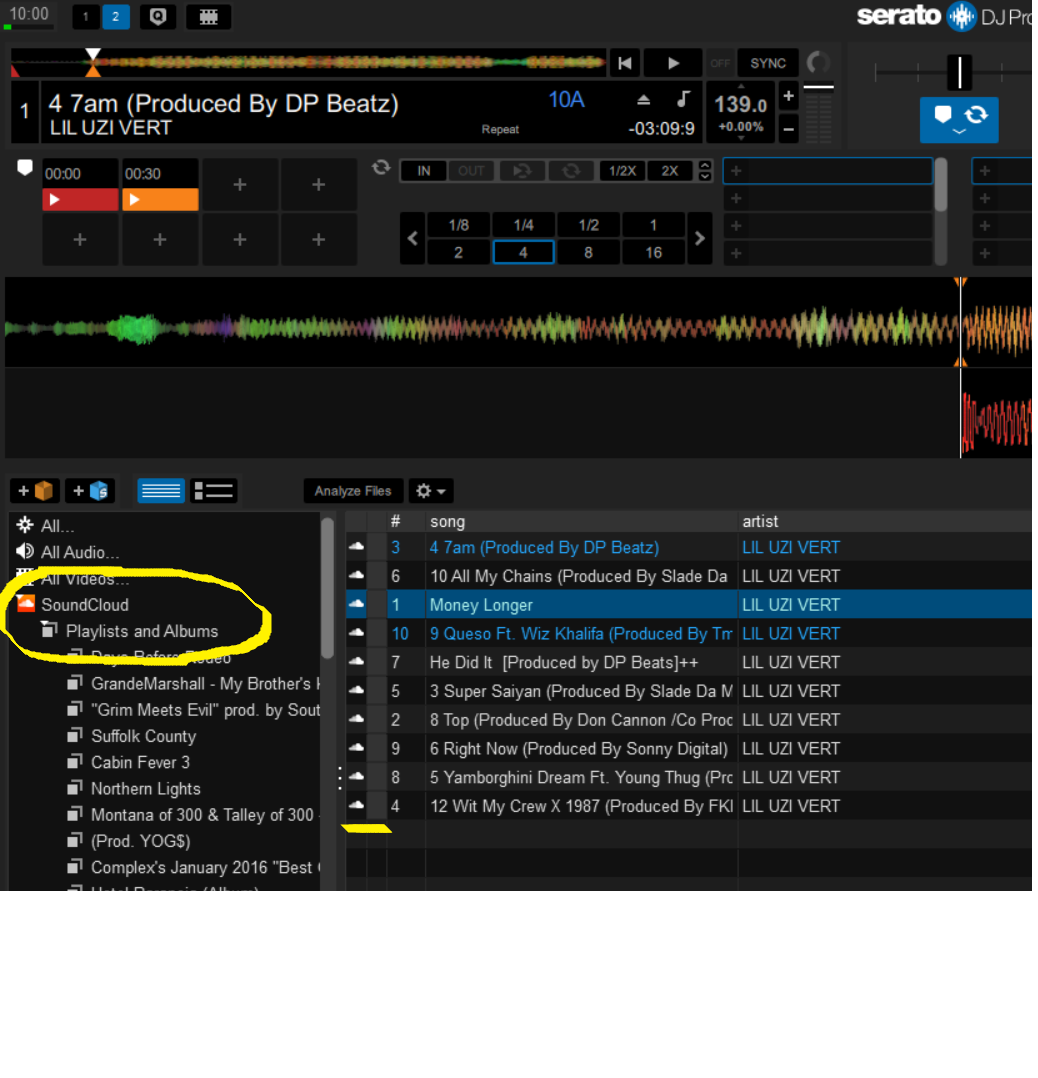 10:00 1 2 serato DJ Pro
OFF SYNC
1 4 7am (Produced By DP Beatz) 10A 139.0 +
LIL UZI VERT Repeat -03:09:9 +0.00% −
00:00 00:30 IN OUT 1/2X 2X
1/8 1/4 1/2 1
2 4 8 16
Analyze Files
All...
All Audio...
All Videos...
SoundCloud
Playlists and Albums
Days Before Rodeo
GrandeMarshall - My Brother's
"Grim Meets Evil" prod. by Sout
Suffolk County
Cabin Fever 3
Northern Lights
Montana of 300 & Talley of 300
(Prod. YOG$)
Complex's January 2016 "Best
# song artist
3 4 7am (Produced By DP Beatz) LIL UZI VERT
6 10 All My Chains (Produced By Slade Da LIL UZI VERT
1 Money Longer LIL UZI VERT
10 9 Queso Ft. Wiz Khalifa (Produced By Tm LIL UZI VERT
7 He Did It [Produced by DP Beats]++ LIL UZI VERT
5 3 Super Saiyan (Produced By Slade Da M LIL UZI VERT
2 8 Top (Produced By Don Cannon /Co Proc LIL UZI VERT
9 6 Right Now (Produced By Sonny Digital) LIL UZI VERT
8 5 Yamborghini Dream Ft. Young Thug (Prc LIL UZI VERT
4 12 Wit My Crew X 1987 (Produced By FKI LIL UZI VERT